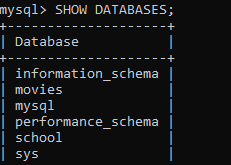 mysql> SHOW DATABASES;
+--------------------+
| Database           |
+--------------------+
| information_schema |
| movies             |
| mysql              |
| performance_schema |
| school             |
| sys                |